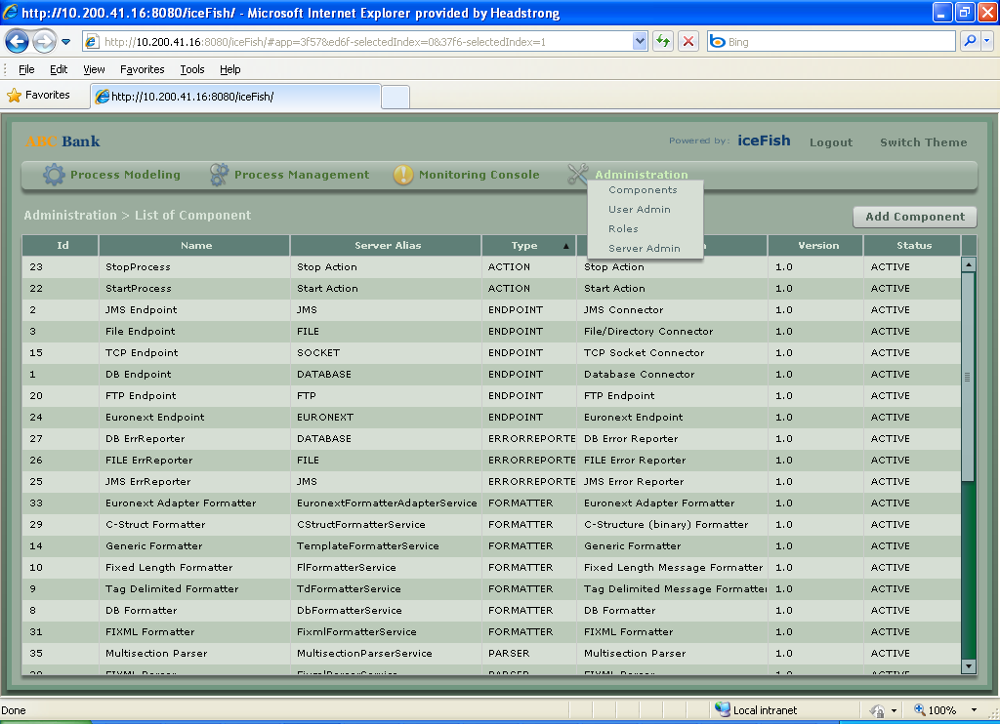 http://10.200.41.16:8080/iceFish/ - Microsoft Internet Explorer provided by Headstrong
http://10.200.41.16:8080/iceFish/#app=3f57&ed6f-selectedIndex=0&37f6-selectedIndex=1 Bing
File Edit View Favorites Tools Help
Favorites http://10.200.41.16:8080/iceFish/
ABC Bank Powered by: iceFish Logout Switch Theme
Process Modeling Process Management Monitoring Console Administration
Components
User Admin
Roles
Server Admin
Administration > List of Component Add Component
Id Name Server Alias Type Version Status
23 StopProcess Stop Action ACTION Stop Action 1.0 ACTIVE
22 StartProcess Start Action ACTION Start Action 1.0 ACTIVE
2 JMS Endpoint JMS ENDPOINT JMS Connector 1.0 ACTIVE
3 File Endpoint FILE ENDPOINT File/Directory Connector 1.0 ACTIVE
15 TCP Endpoint SOCKET ENDPOINT TCP Socket Connector 1.0 ACTIVE
1 DB Endpoint DATABASE ENDPOINT Database Connector 1.0 ACTIVE
20 FTP Endpoint FTP ENDPOINT FTP Endpoint 1.0 ACTIVE
24 Euronext Endpoint EURONEXT ENDPOINT Euronext Endpoint 1.0 ACTIVE
27 DB ErrReporter DATABASE ERRORREPORTE DB Error Reporter 1.0 ACTIVE
26 FILE ErrReporter FILE ERRORREPORTE FILE Error Reporter 1.0 ACTIVE
25 JMS ErrReporter JMS ERRORREPORTE JMS Error Reporter 1.0 ACTIVE
33 Euronext Adapter Formatter EuronextFormatterAdapterService FORMATTER Euronext Adapter Formatter 1.0 ACTIVE
29 C-Struct Formatter CStructFormatterService FORMATTER C-Structure (binary) Formatter 1.0 ACTIVE
14 Generic Formatter TemplateFormatterService FORMATTER Generic Formatter 1.0 ACTIVE
10 Fixed Length Formatter FlFormatterService FORMATTER Fixed Length Message Formatter 1.0 ACTIVE
9 Tag Delimited Formatter TdFormatterService FORMATTER Tag Delimited Message Formatter 1.0 ACTIVE
8 DB Formatter DbFormatterService FORMATTER DB Formatter 1.0 ACTIVE
31 FIXML Formatter FixmlFormatterService FORMATTER FIXML Formatter 1.0 ACTIVE
35 Multisection Parser MultisectionParserService PARSER Multisection Parser 1.0 ACTIVE
FIXML Parser FixmlParserService PARSER FIXML Parser 1.0 ACTIVE
Done Local intranet 100%